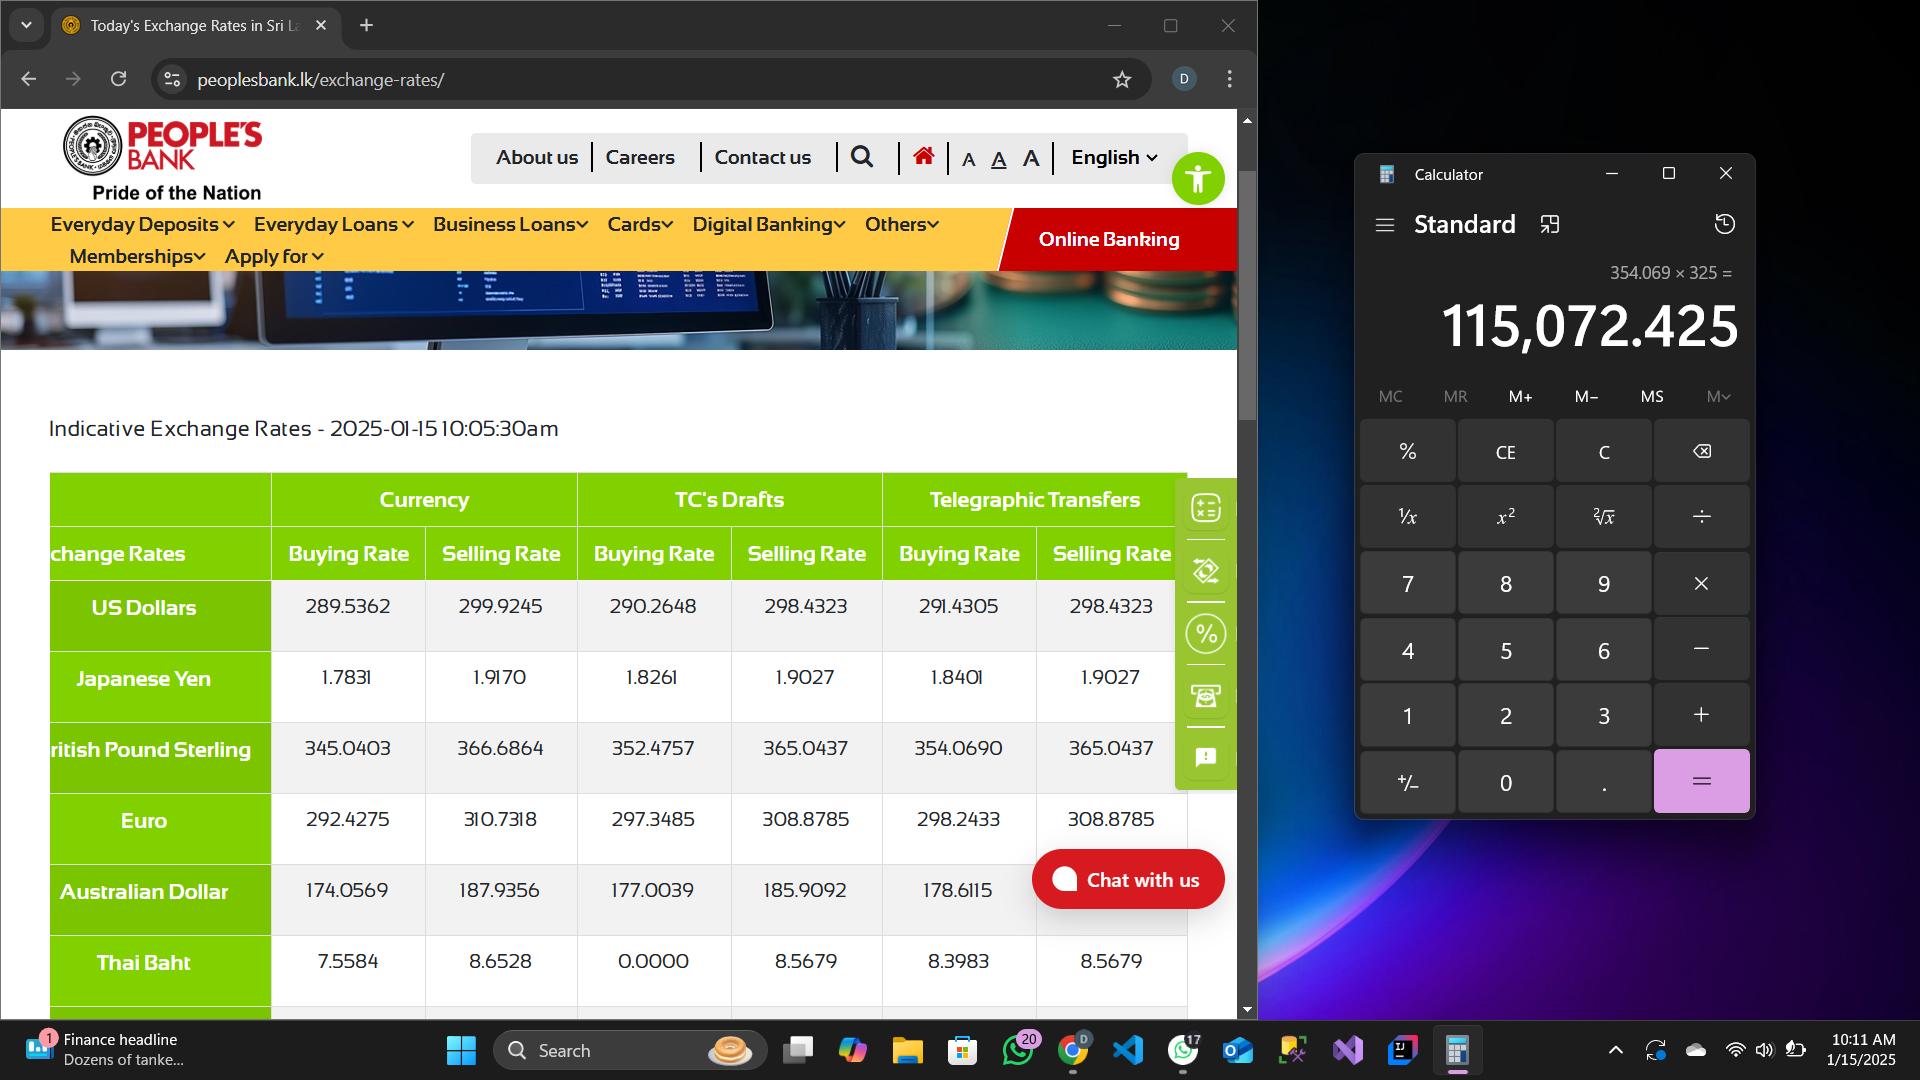 Today's Exchange Rates in Sri La
peoplesbank.lk/exchange-rates/
D
PEOPLE'S
BANK
Pride of the Nation
About us
Careers
Contact us
A A A
English
Everyday Deposits
Everyday Loans
Business Loans
Cards
Digital Banking
Others
Memberships
Apply for
Online Banking
Indicative Exchange Rates - 2025-01-15 10:05:30am
Currency TC's Drafts Telegraphic Transfers
change Rates Buying Rate Selling Rate Buying Rate Selling Rate Buying Rate Selling Rate
US Dollars 289.5362 299.9245 290.2648 298.4323 291.4305 298.4323
Japanese Yen 1.7831 1.9170 1.8261 1.9027 1.8401 1.9027
ritish Pound Sterling 345.0403 366.6864 352.4757 365.0437 354.0690 365.0437
Euro 292.4275 310.7318 297.3485 308.8785 298.2433 308.8785
Australian Dollar 174.0569 187.9356 177.0039 185.9092 178.6115
Thai Baht 7.5584 8.6528 0.0000 8.5679 8.3983 8.5679
Chat with us
Calculator
Standard
354.069 × 325 =
115,072.425
MC MR M+ M− MS M
% CE C
¹/x x² ²√x ÷
7 8 9 ×
4 5 6 −
1 2 3 +
+/− 0 . =
1
Finance headline
Dozens of tanke...
Search
20
D
17
IJ
10:11 AM
1/15/2025